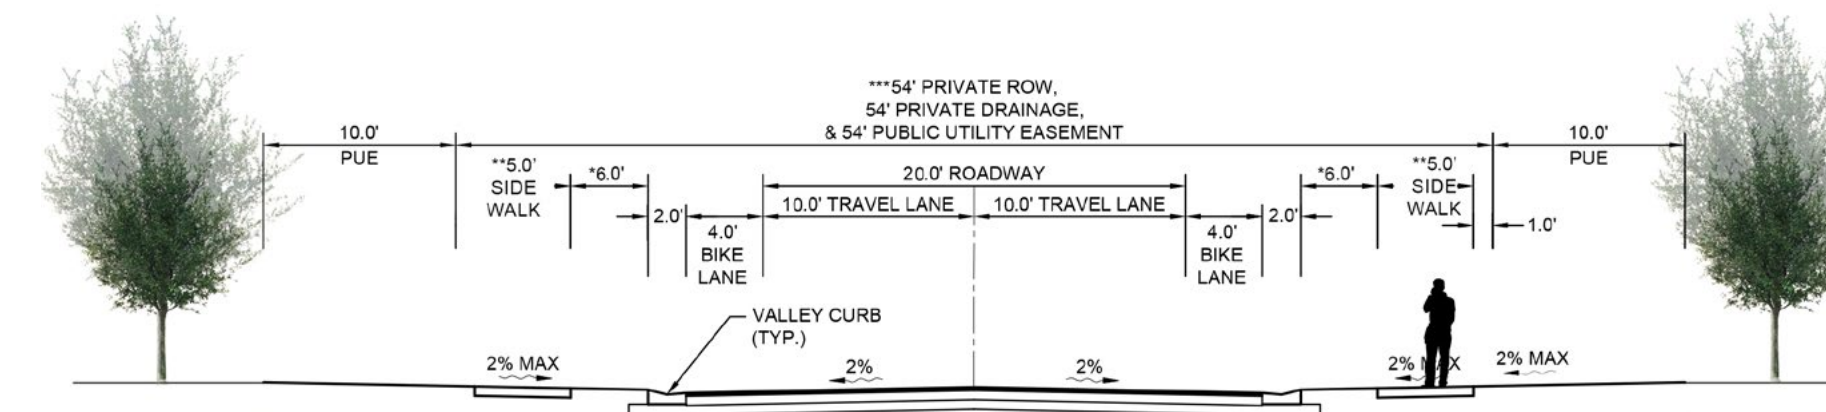 ***54' PRIVATE ROW,
54' PRIVATE DRAINAGE,
& 54' PUBLIC UTILITY EASEMENT
10.0'
PUE
10.0'
PUE
**5.0'
SIDE
WALK
*6.0'
20.0' ROADWAY
*6.0'
**5.0'
SIDE
WALK
2.0'
10.0' TRAVEL LANE
10.0' TRAVEL LANE
2.0'
1.0'
4.0'
BIKE
LANE
4.0'
BIKE
LANE
VALLEY CURB
(TYP.)
2% MAX
2%
2%
2% MAX
2% MAX